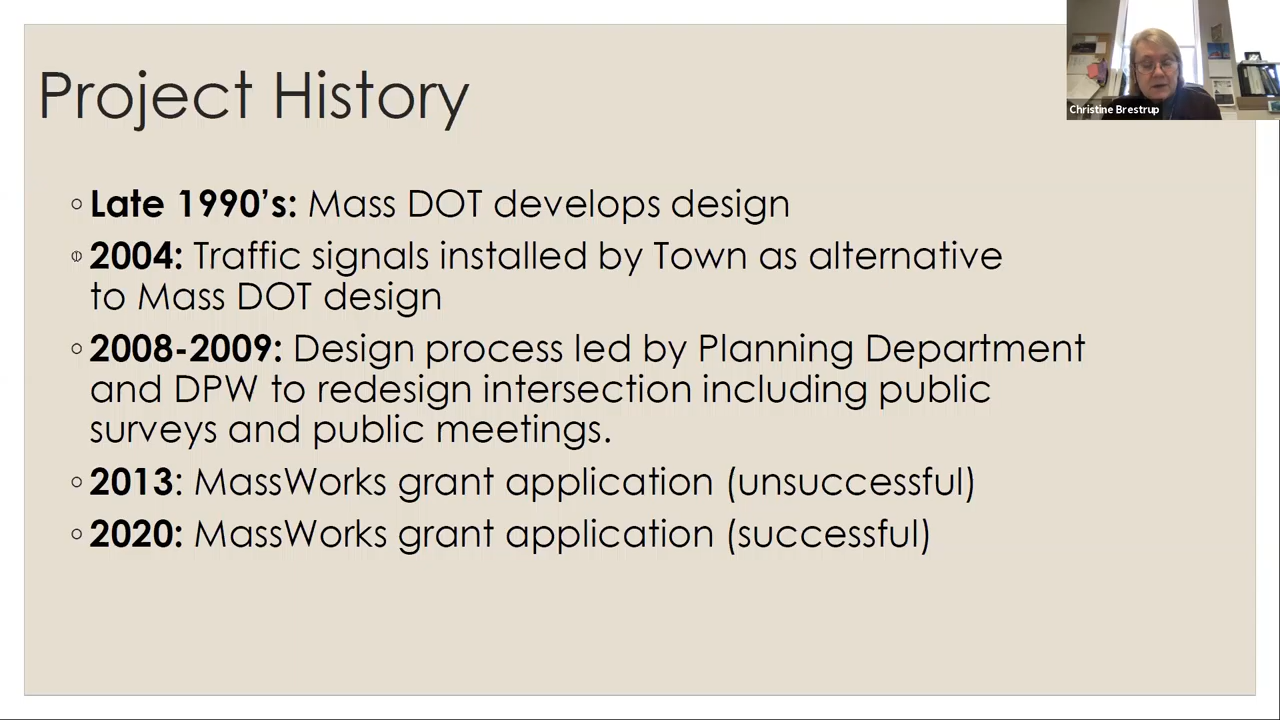 Project History
Christine Brestrup
◦ Late 1990's: Mass DOT develops design
◦ 2004: Traffic signals installed by Town as alternative
to Mass DOT design
◦ 2008-2009: Design process led by Planning Department
and DPW to redesign intersection including public
surveys and public meetings.
◦ 2013: MassWorks grant application (unsuccessful)
◦ 2020: MassWorks grant application (successful)